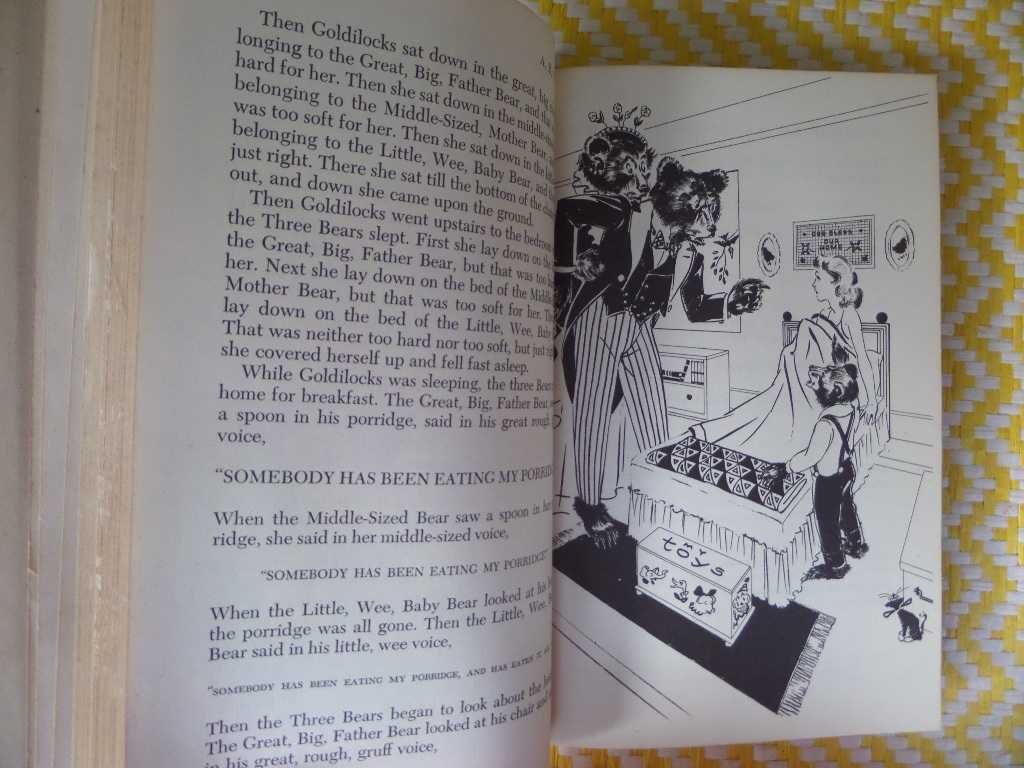 Then Goldilocks sat down in the great, big
longing to the Great, Big, Father Bear, and
hard for her. Then she sat down in the middle
belonging to the Middle-Sized, Mother Bear,
was too soft for her. Then she sat down in the
belonging to the Little, Wee, Baby Bear, and
just right. There she sat till the bottom of the
out, and down she came upon the ground.
Then Goldilocks went upstairs to the bedroom
the Three Bears slept. First she lay down on the
the Great, Big, Father Bear, but that was too
her. Next she lay down on the bed of the Middle
Mother Bear, but that was too soft for her.
lay down on the bed of the Little, Wee, Baby
That was neither too hard nor too soft, but just
she covered herself up and fell fast asleep.
While Goldilocks was sleeping, the three Bears
home for breakfast. The Great, Big, Father Bear
a spoon in his porridge, said in his great rough
voice,
"SOMEBODY HAS BEEN EATING MY
When the Middle-Sized Bear saw a spoon in her
ridge, she said in her middle-sized voice,
"SOMEBODY HAS BEEN EATING MY PORRIDGE!"
When the Little, Wee, Baby Bear looked at his
the porridge was all gone. Then the Little, Wee,
Bear said in his little, wee voice,
"SOMEBODY HAS BEEN EATING MY PORRIDGE, AND HAS EATEN IT
Then the Three Bears began to look about the
The Great, Big, Father Bear looked at his chair and
in his great, rough, gruff voice,
GOD BLESS
OUR
MY
toys